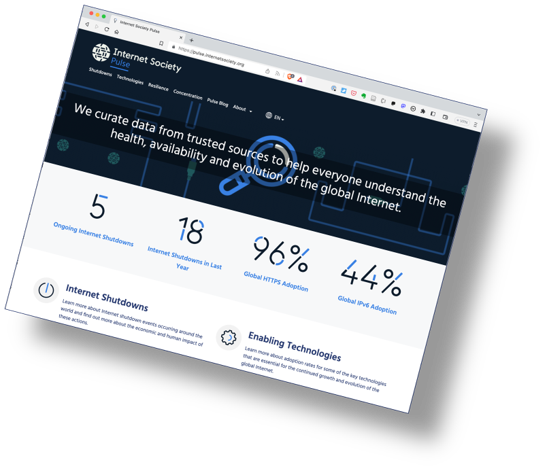 Internet Society Pulse
https://pulse.internetsociety.org
Internet Society
Pulse
Shutdowns Technologies Resilience Concentration Pulse Blog About
EN
We curate data from trusted sources to help everyone understand the
health, availability and evolution of the global Internet.
5
Ongoing Internet Shutdowns
18
Internet Shutdowns in Last
Year
96%
Global HTTPS Adoption
44%
Global IPv6 Adoption
Internet Shutdowns
Learn more about Internet shutdown events occurring around the
world and find out more about the economic and human impact of
these actions.
Enabling Technologies
Learn more about adoption rates for some of the key technologies
that are essential for the continued growth and evolution of the
global Internet.